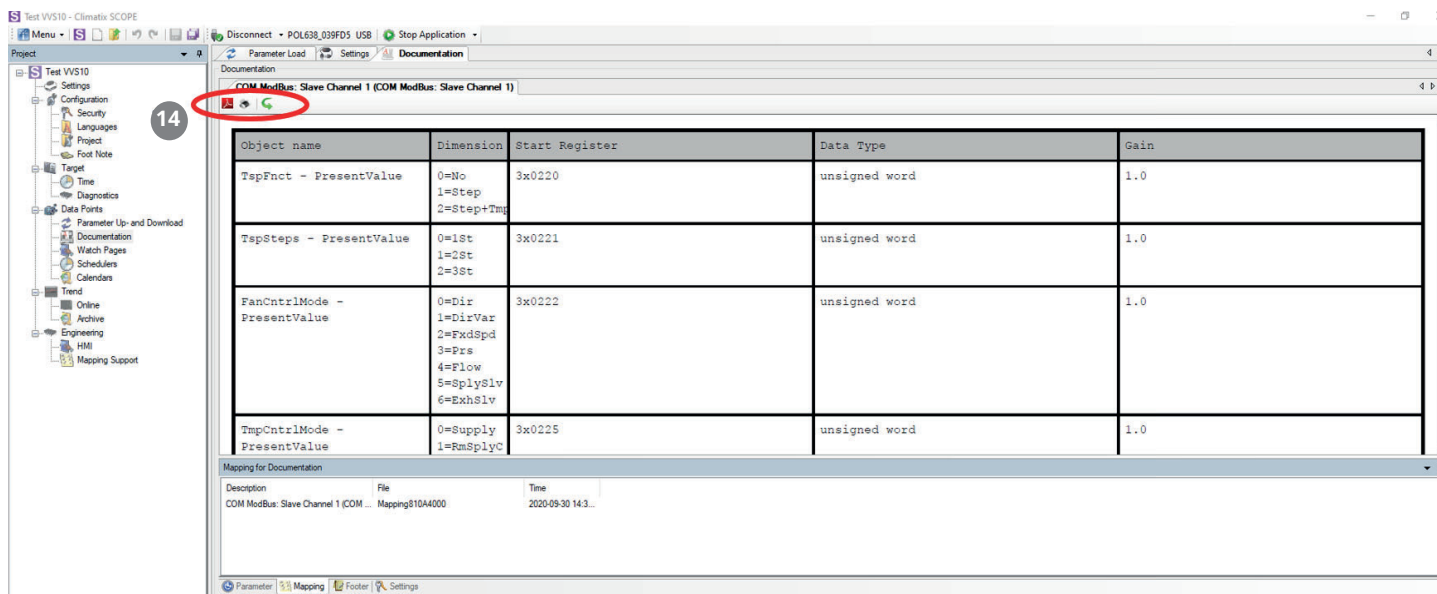 Test VVS10 - Climatix SCOPE
Menu
Disconnect
POL638_039FD5 USB
Stop Application
Project
Test VVS10
Settings
Configuration
Security
Languages
Project
Foot Note
Target
Time
Diagnostics
Data Points
Parameter Up- and Download
Documentation
Watch Pages
Schedulers
Calendars
Trend
Online
Archive
Engineering
HMI
Mapping Support
14
Parameter Load Settings Documentation
Documentation
COM ModBus: Slave Channel 1 (COM ModBus: Slave Channel 1)
Object name Dimension Start Register Data Type Gain
TspFnct - PresentValue 0=No 3x0220 unsigned word 1.0
1=Step
2=Step+Tmp
TspSteps - PresentValue 0=1St 3x0221 unsigned word 1.0
1=2St
2=3St
FanCntrlMode - 0=Dir 3x0222 unsigned word 1.0
PresentValue 1=DirVar
2=FxdSpd
3=Prs
4=Flow
5=SplySlv
6=ExhSlv
TmpCntrlMode - 0=Supply 3x0225 unsigned word 1.0
PresentValue 1=RmSplyC
Mapping for Documentation
Description File Time
COM ModBus: Slave Channel 1 (COM ... Mapping810A4000 2020-09-30 14:3...
Parameter Mapping Footer Settings